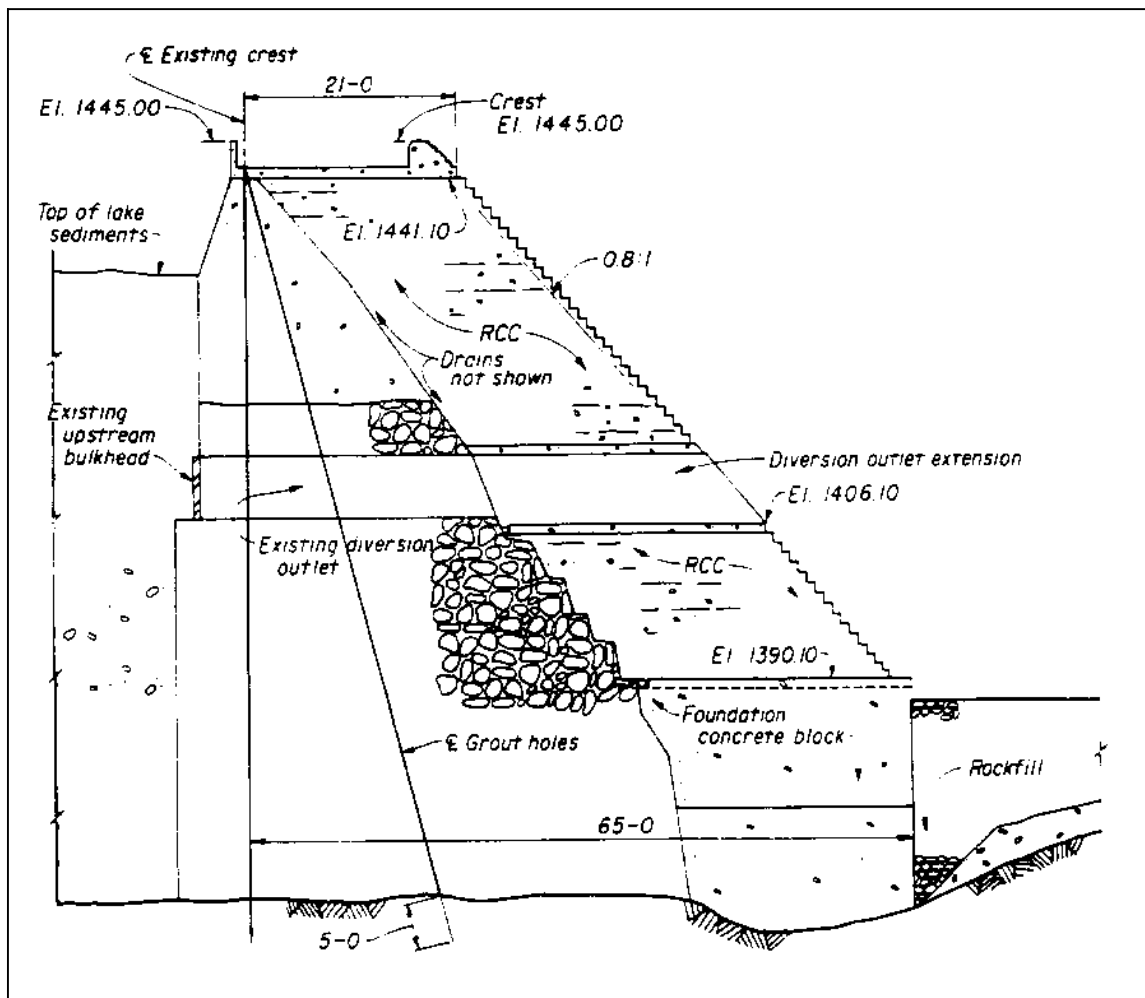 ℄ Existing crest
21-0
El. 1445.00
Crest
El. 1445.00
Top of lake
sediments
El. 1441.10
0.8:1
RCC
Drains
not shown
Existing
upstream
bulkhead
Diversion outlet extension
El. 1406.10
Existing diversion
outlet
RCC
El. 1390.10
Foundation
concrete block
℄ Grout holes
Rockfill
65-0
5-0